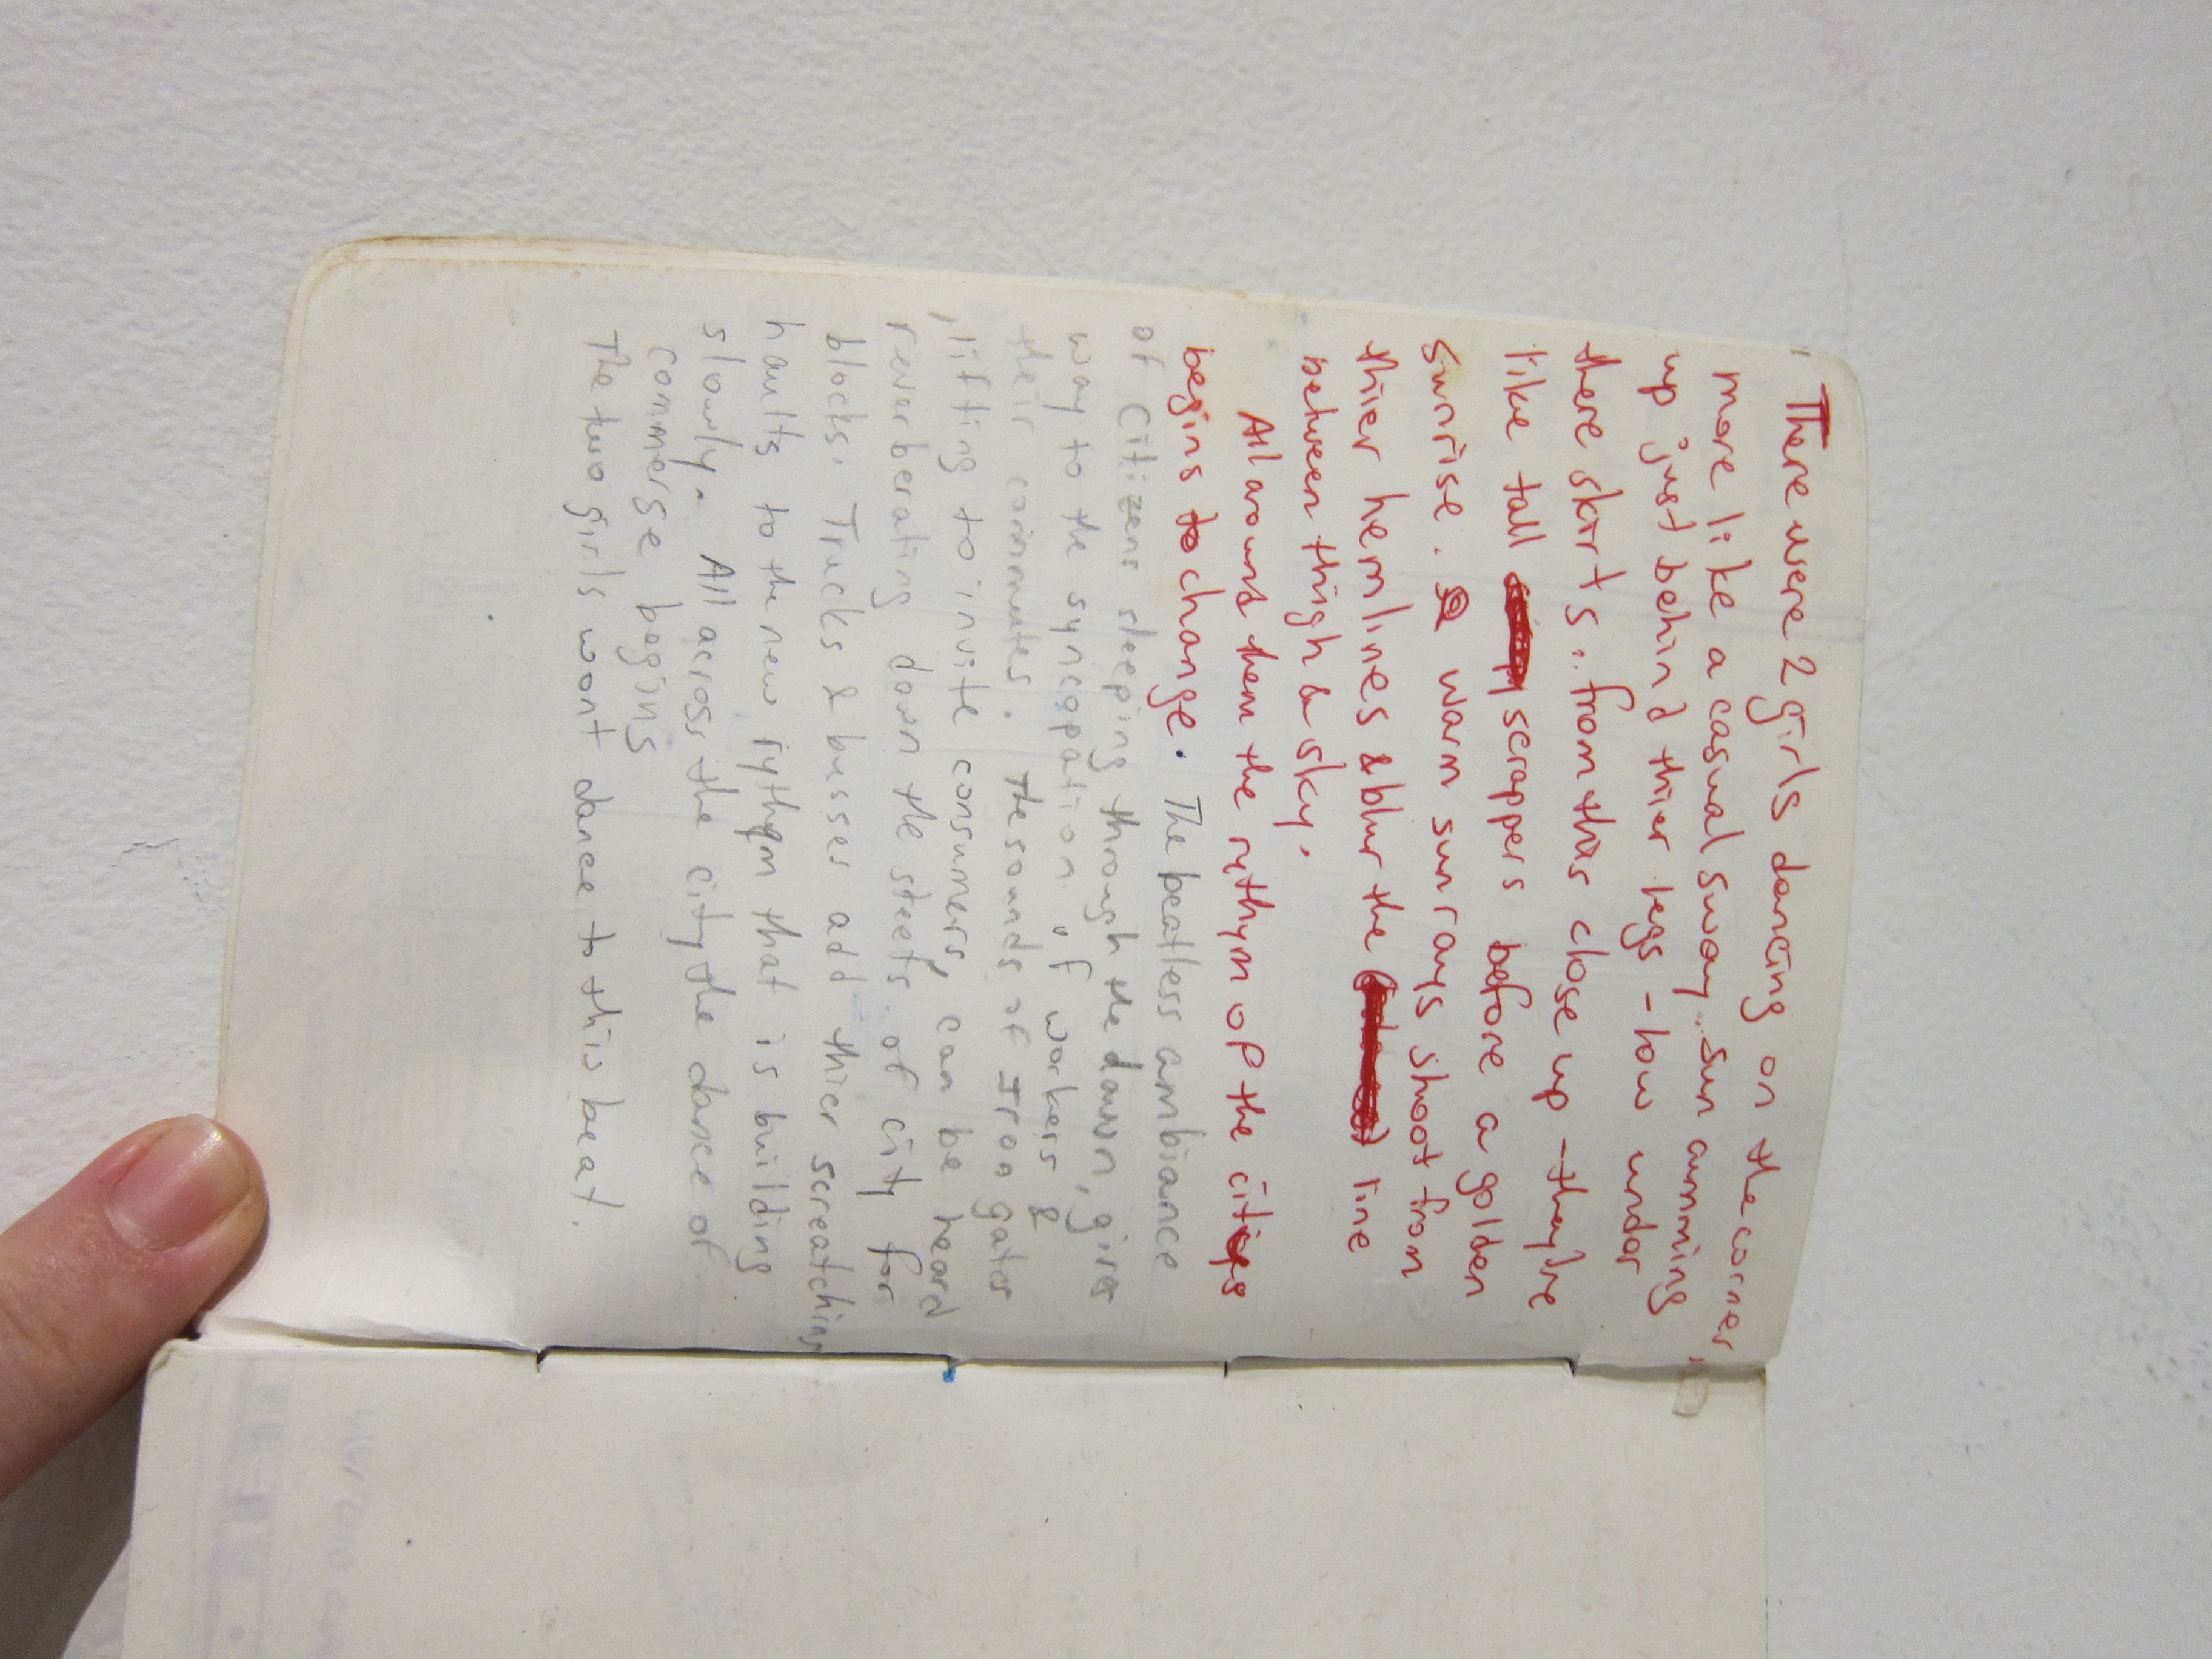 There were 2 girls dancing on the corner,
more like a casual sway.. sun cumming
up just behind thier legs - low under
there skirts... from this close up - they're
like tall scrappers before a golden
sunrise. warm sun rays shoot from
thier hemlines & blur the line
between thigh & sky.
All around them the rythym of the cities
begins to change. The beatless ambiance
of citizens sleeping through the dawn, gives
way to the syncopation of workers &
their commutes. The sounds of Iron gates
,lifting to invite consumers, can be heard
reverberating down the steets of city for
blocks. Trucks & busses add thier screatching
haults to the new rythym that is building
slowly. All across the city the dance of
commerse begins
The two girls wont dance to this beat.